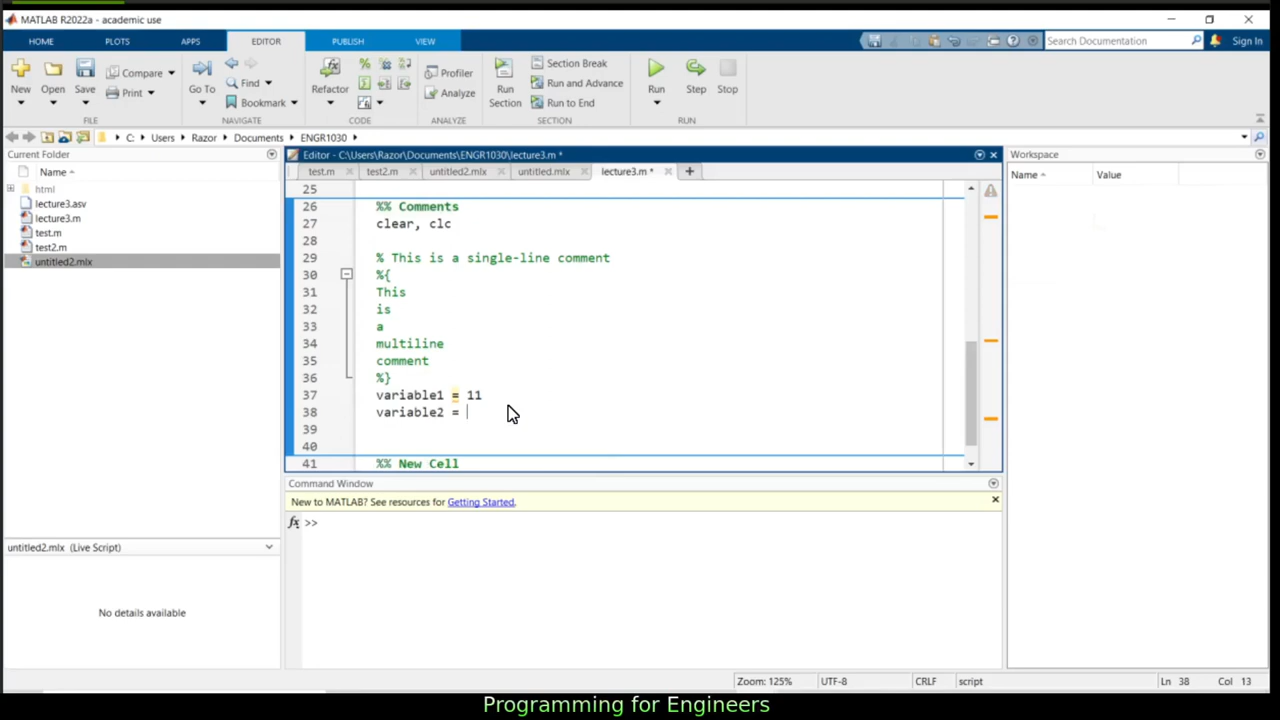 MATLAB R2022a - academic use
HOME PLOTS APPS EDITOR PUBLISH VIEW Search Documentation Sign In
New Open Save Compare Print Go To Find Bookmark Refactor Profiler Analyze Run Section Section Break Run and Advance Run to End Run Step Stop
FILE NAVIGATE CODE ANALYZE SECTION RUN
C: Users Razor Documents ENGR1030
Current Folder
Name
html
lecture3.asv
lecture3.m
test.m
test2.m
untitled2.mlx
untitled2.mlx (Live Script)
No details available
Editor - C:\Users\Razor\Documents\ENGR1030\lecture3.m *
test.m test2.m untitled2.mlx untitled.mlx lecture3.m * +
25
26 %% Comments
27 clear, clc
28
29 % This is a single-line comment
30 %{
31 This
32 is
33 a
34 multiline
35 comment
36 %}
37 variable1 = 11
38 variable2 =
39
40
41 %% New Cell
Command Window
New to MATLAB? See resources for Getting Started.
fx >>
Workspace
Name Value
Zoom: 125% UTF-8 CRLF script Ln 38 Col 13
Programming for Engineers